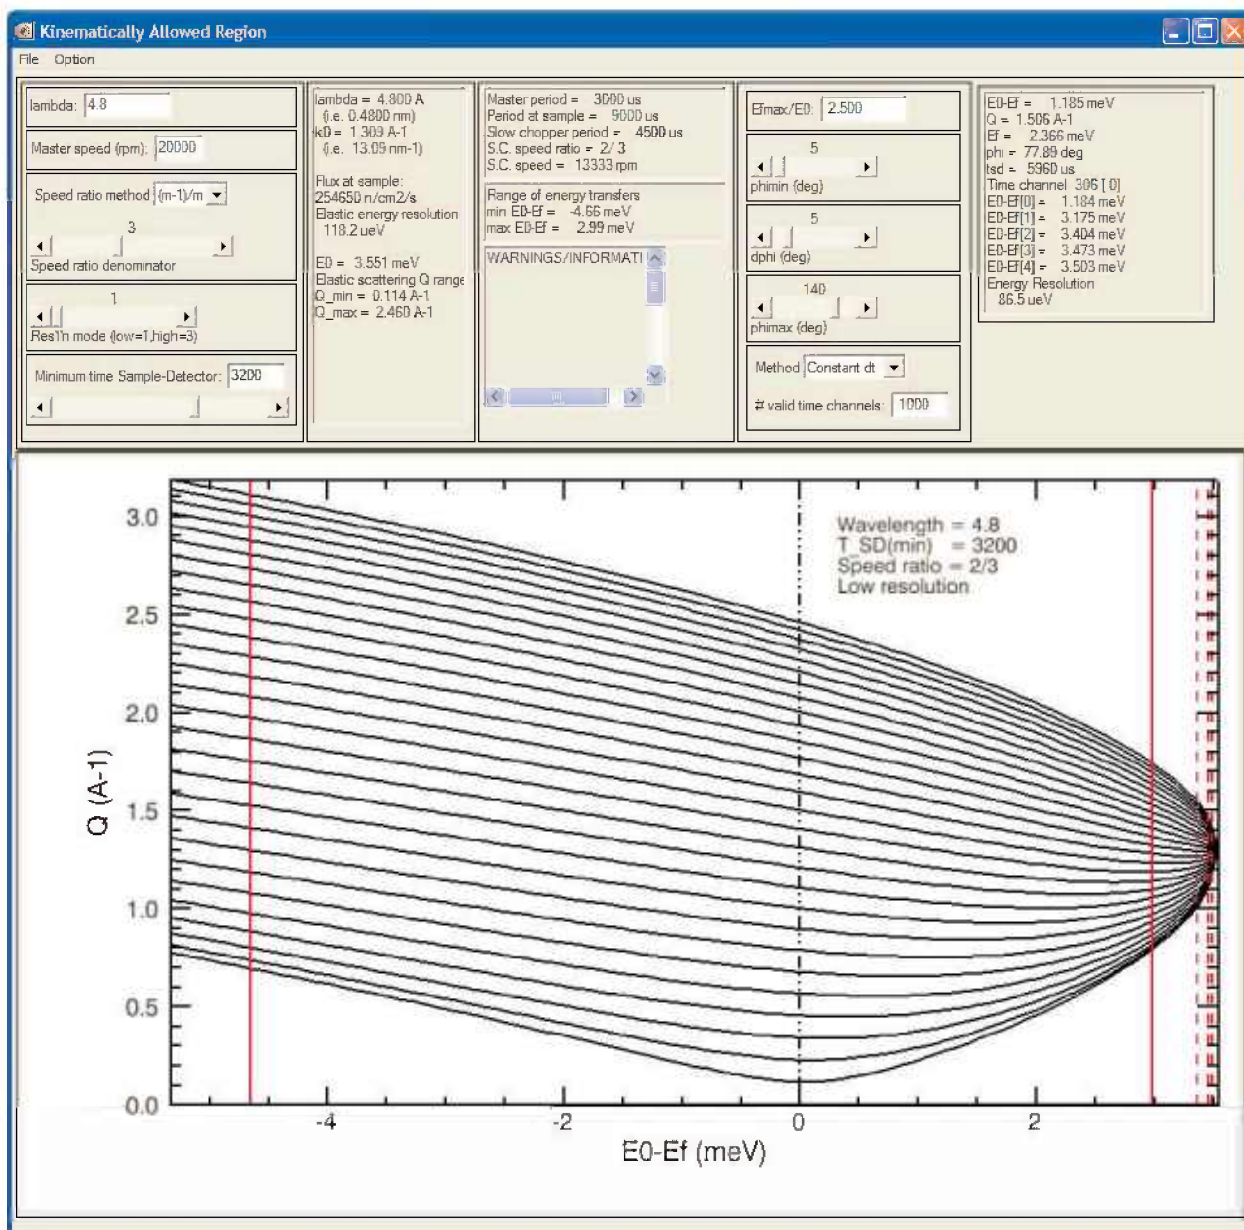 Kinematically Allowed Region
File Option
lambda: 4.8
Master speed (rpm): 20000
Speed ratio method (m-1)/m
3
Speed ratio denominator
1
Res'l'n mode (low=1,high=3)
Minimum time Sample-Detector: 3200
lambda = 4.800 A
(i.e. 0.4800 nm)
k0 = 1.309 A-1
(i.e. 13.09 nm-1)
Flux at sample:
254650 n/cm2/s
Elastic energy resolution
118.2 ueV
E0 = 3.551 meV
Elastic scattering Q range
Q_min = 0.114 A-1
Q_max = 2.460 A-1
Master period = 3000 us
Period at sample = 9000 us
Slow chopper period = 4500 us
S.C. speed ratio = 2/ 3
S.C. speed = 13333 rpm
Range of energy transfers
min E0-Ef = -4.66 meV
max E0-Ef = 2.99 meV
WARNINGS/INFORMATI
Efmax/E0: 2.500
5
phimin (deg)
5
dphi (deg)
140
phimax (deg)
Method Constant dt
# valid time channels: 1000
E0-Ef = 1.185 meV
Q = 1.506 A-1
Ef = 2.366 meV
phi = 77.89 deg
tsd = 5960 us
Time channel 306 [ 0]
E0-Ef[0] = 1.184 meV
E0-Ef[1] = 3.175 meV
E0-Ef[2] = 3.404 meV
E0-Ef[3] = 3.473 meV
E0-Ef[4] = 3.503 meV
Energy Resolution
86.5 ueV
Wavelength = 4.8
T_SD(min) = 3200
Speed ratio = 2/3
Low resolution
3.0
2.5
2.0
1.5
1.0
0.5
0.0
Q (A-1)
-4 -2 0 2
E0-Ef (meV)